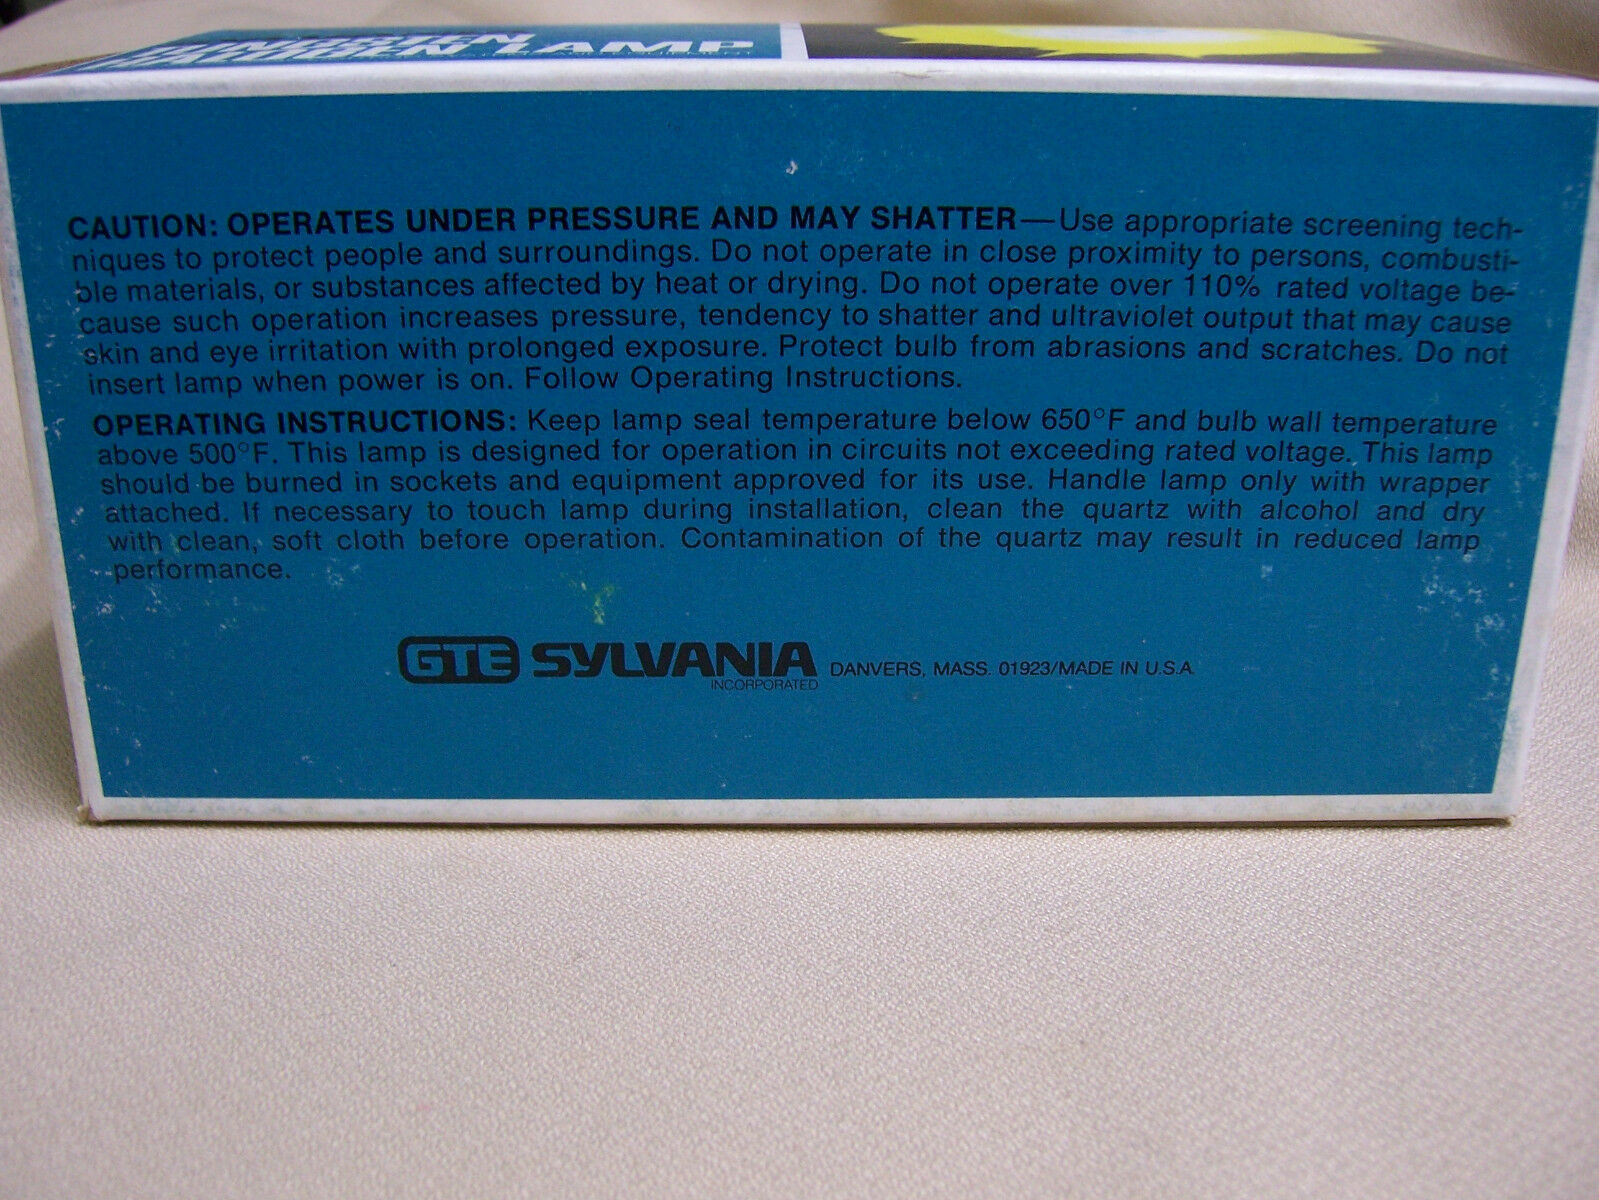 TUNGSTEN
HALOGEN LAMP
CAUTION: OPERATES UNDER PRESSURE AND MAY SHATTER—Use appropriate screening tech-
niques to protect people and surroundings. Do not operate in close proximity to persons, combusti-
ble materials, or substances affected by heat or drying. Do not operate over 110% rated voltage be-
cause such operation increases pressure, tendency to shatter and ultraviolet output that may cause
skin and eye irritation with prolonged exposure. Protect bulb from abrasions and scratches. Do not
insert lamp when power is on. Follow Operating Instructions.
OPERATING INSTRUCTIONS: Keep lamp seal temperature below 650°F and bulb wall temperature
above 500°F. This lamp is designed for operation in circuits not exceeding rated voltage. This lamp
should be burned in sockets and equipment approved for its use. Handle lamp only with wrapper
attached. If necessary to touch lamp during installation, clean the quartz with alcohol and dry
with clean, soft cloth before operation. Contamination of the quartz may result in reduced lamp
performance.
GTE SYLVANIA DANVERS, MASS. 01923/MADE IN U.S.A.
INCORPORATED